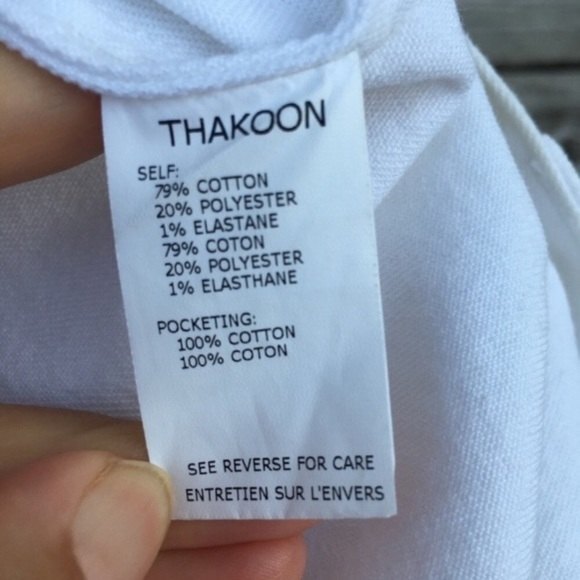 THAKOON
SELF:
79% COTTON
20% POLYESTER
1% ELASTANE
79% COTON
20% POLYESTER
1% ELASTHANE
POCKETING:
100% COTTON
100% COTON
SEE REVERSE FOR CARE
ENTRETIEN SUR L'ENVERS